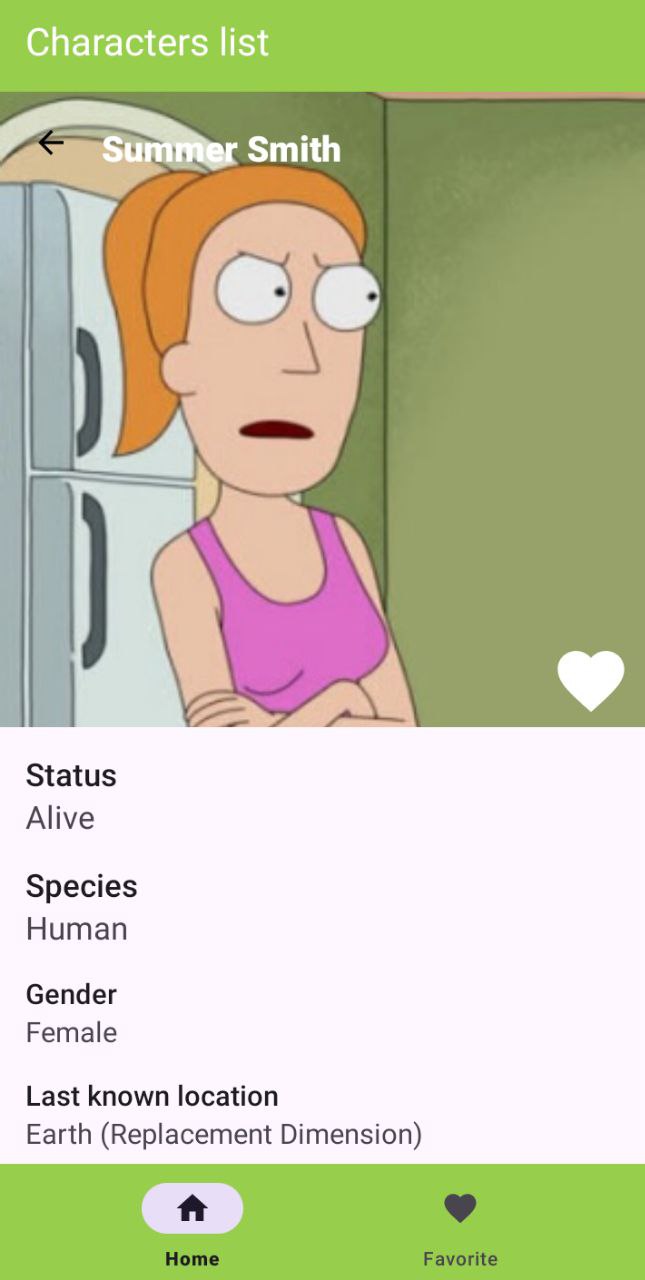 Characters list
Summer Smith
Status
Alive
Species
Human
Gender
Female
Last known location
Earth (Replacement Dimension)
Home
Favorite